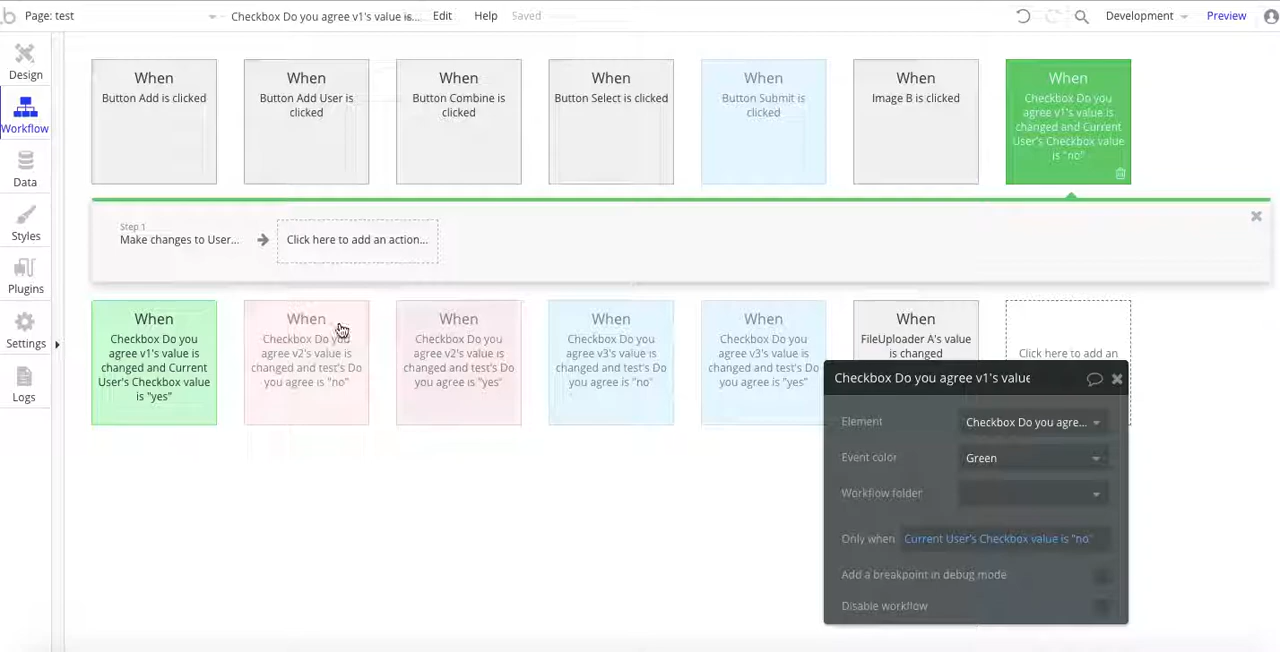 Page: test
Checkbox Do you agree v1's value is...
Edit
Help
Saved
Development
Preview
Design
Workflow
Data
Styles
Plugins
Settings
Logs
When
Button Add is clicked
When
Button Add User is
clicked
When
Button Combine is
clicked
When
Button Select is clicked
When
Button Submit is
clicked
When
Image B is clicked
When
Checkbox Do you
agree v1's value is
changed and Current
User's Checkbox value
is "no"
Step 1
Make changes to User...
Click here to add an action...
When
Checkbox Do you
agree v1's value is
changed and Current
User's Checkbox value
is "yes"
When
Checkbox Do you
agree v2's value is
changed and test's Do
you agree is "no"
When
Checkbox Do you
agree v2's value is
changed and test's Do
you agree is "yes"
When
Checkbox Do you
agree v3's value is
changed and test's Do
you agree is "no"
When
Checkbox Do you
agree v3's value is
changed and test's Do
you agree is "yes"
When
FileUploader A's value
is changed
Click here to add an
Checkbox Do you agree v1's value
Element
Checkbox Do you agre...
Event color
Green
Workflow folder
Only when
Current User's Checkbox value is "no"
Add a breakpoint in debug mode
Disable workflow